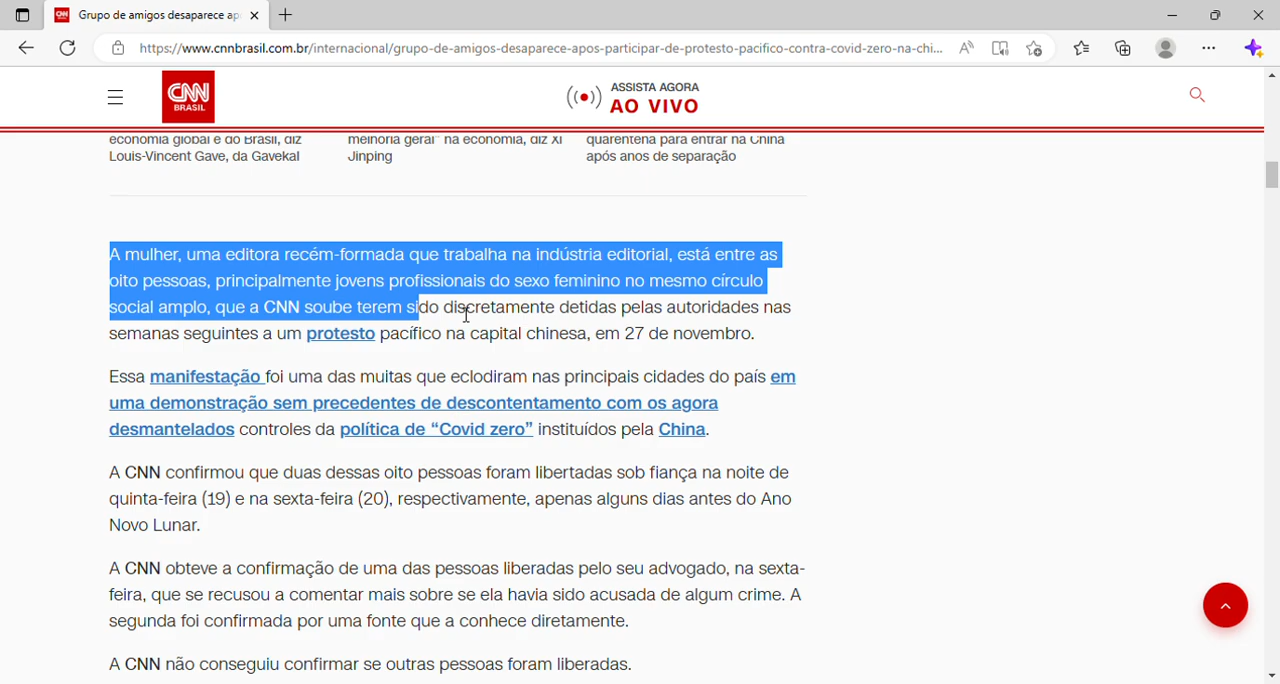 Grupo de amigos desaparece ap
https://www.cnnbrasil.com.br/internacional/grupo-de-amigos-desaparece-apos-participar-de-protesto-pacifico-contra-covid-zero-na-chi...
CNN
BRASIL
ASSISTA AGORA
AO VIVO
economia global e do Brasil, diz
Louis-Vincent Gave, da Gavekal
melhoria geral" na economia, diz Xi
Jinping
quarentena para entrar na China
após anos de separação
A mulher, uma editora recém-formada que trabalha na indústria editorial, está entre as
oito pessoas, principalmente jovens profissionais do sexo feminino no mesmo círculo
social amplo, que a CNN soube terem sido discretamente detidas pelas autoridades nas
semanas seguintes a um protesto pacífico na capital chinesa, em 27 de novembro.
Essa manifestação foi uma das muitas que eclodiram nas principais cidades do país em
uma demonstração sem precedentes de descontentamento com os agora
desmantelados controles da política de “Covid zero” instituídos pela China.
A CNN confirmou que duas dessas oito pessoas foram libertadas sob fiança na noite de
quinta-feira (19) e na sexta-feira (20), respectivamente, apenas alguns dias antes do Ano
Novo Lunar.
A CNN obteve a confirmação de uma das pessoas liberadas pelo seu advogado, na sexta-
feira, que se recusou a comentar mais sobre se ela havia sido acusada de algum crime. A
segunda foi confirmada por uma fonte que a conhece diretamente.
A CNN não conseguiu confirmar se outras pessoas foram liberadas.